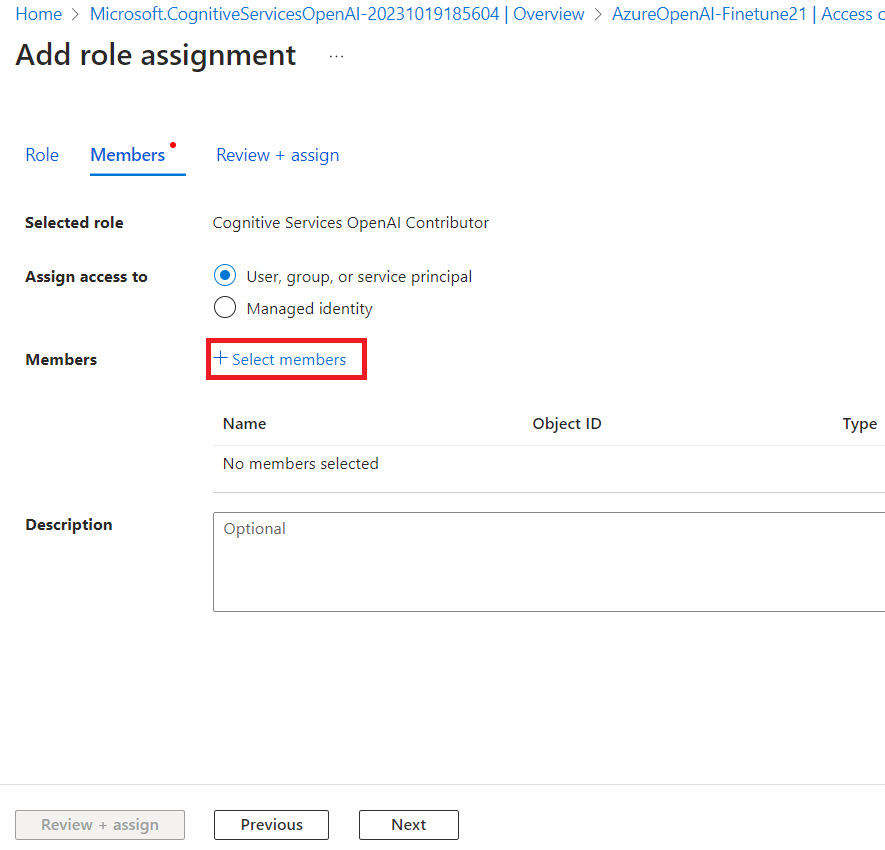 Home > Microsoft.CognitiveServicesOpenAI-20231019185604 | Overview > AzureOpenAI-Finetune21 | Access
Add role assignment ...
Role Members Review + assign
Selected role Cognitive Services OpenAI Contributor
Assign access to User, group, or service principal
Managed identity
Members + Select members
Name Object ID Type
No members selected
Description Optional
Review + assign Previous Next